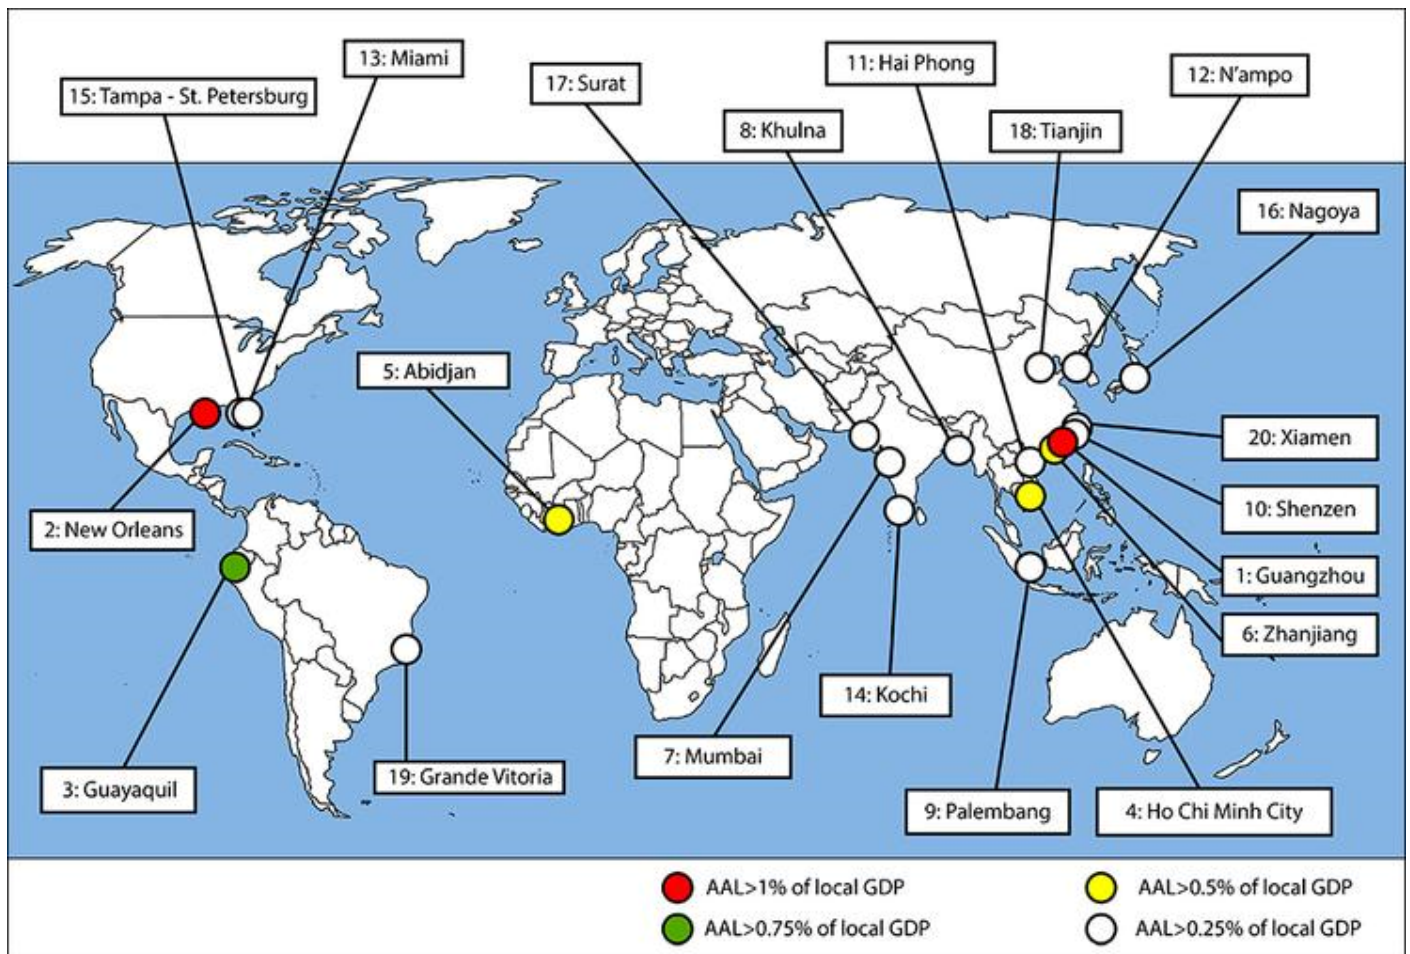 13: Miami
11: Hai Phong
12: N'ampo
15: Tampa - St. Petersburg
17: Surat
8: Khulna
18: Tianjin
16: Nagoya
5: Abidjan
20: Xiamen
2: New Orleans
10: Shenzen
1: Guangzhou
6: Zhanjiang
14: Kochi
7: Mumbai
3: Guayaquil
19: Grande Vitoria
9: Palembang
4: Ho Chi Minh City
AAL>1% of local GDP
AAL>0.5% of local GDP
AAL>0.75% of local GDP
AAL>0.25% of local GDP